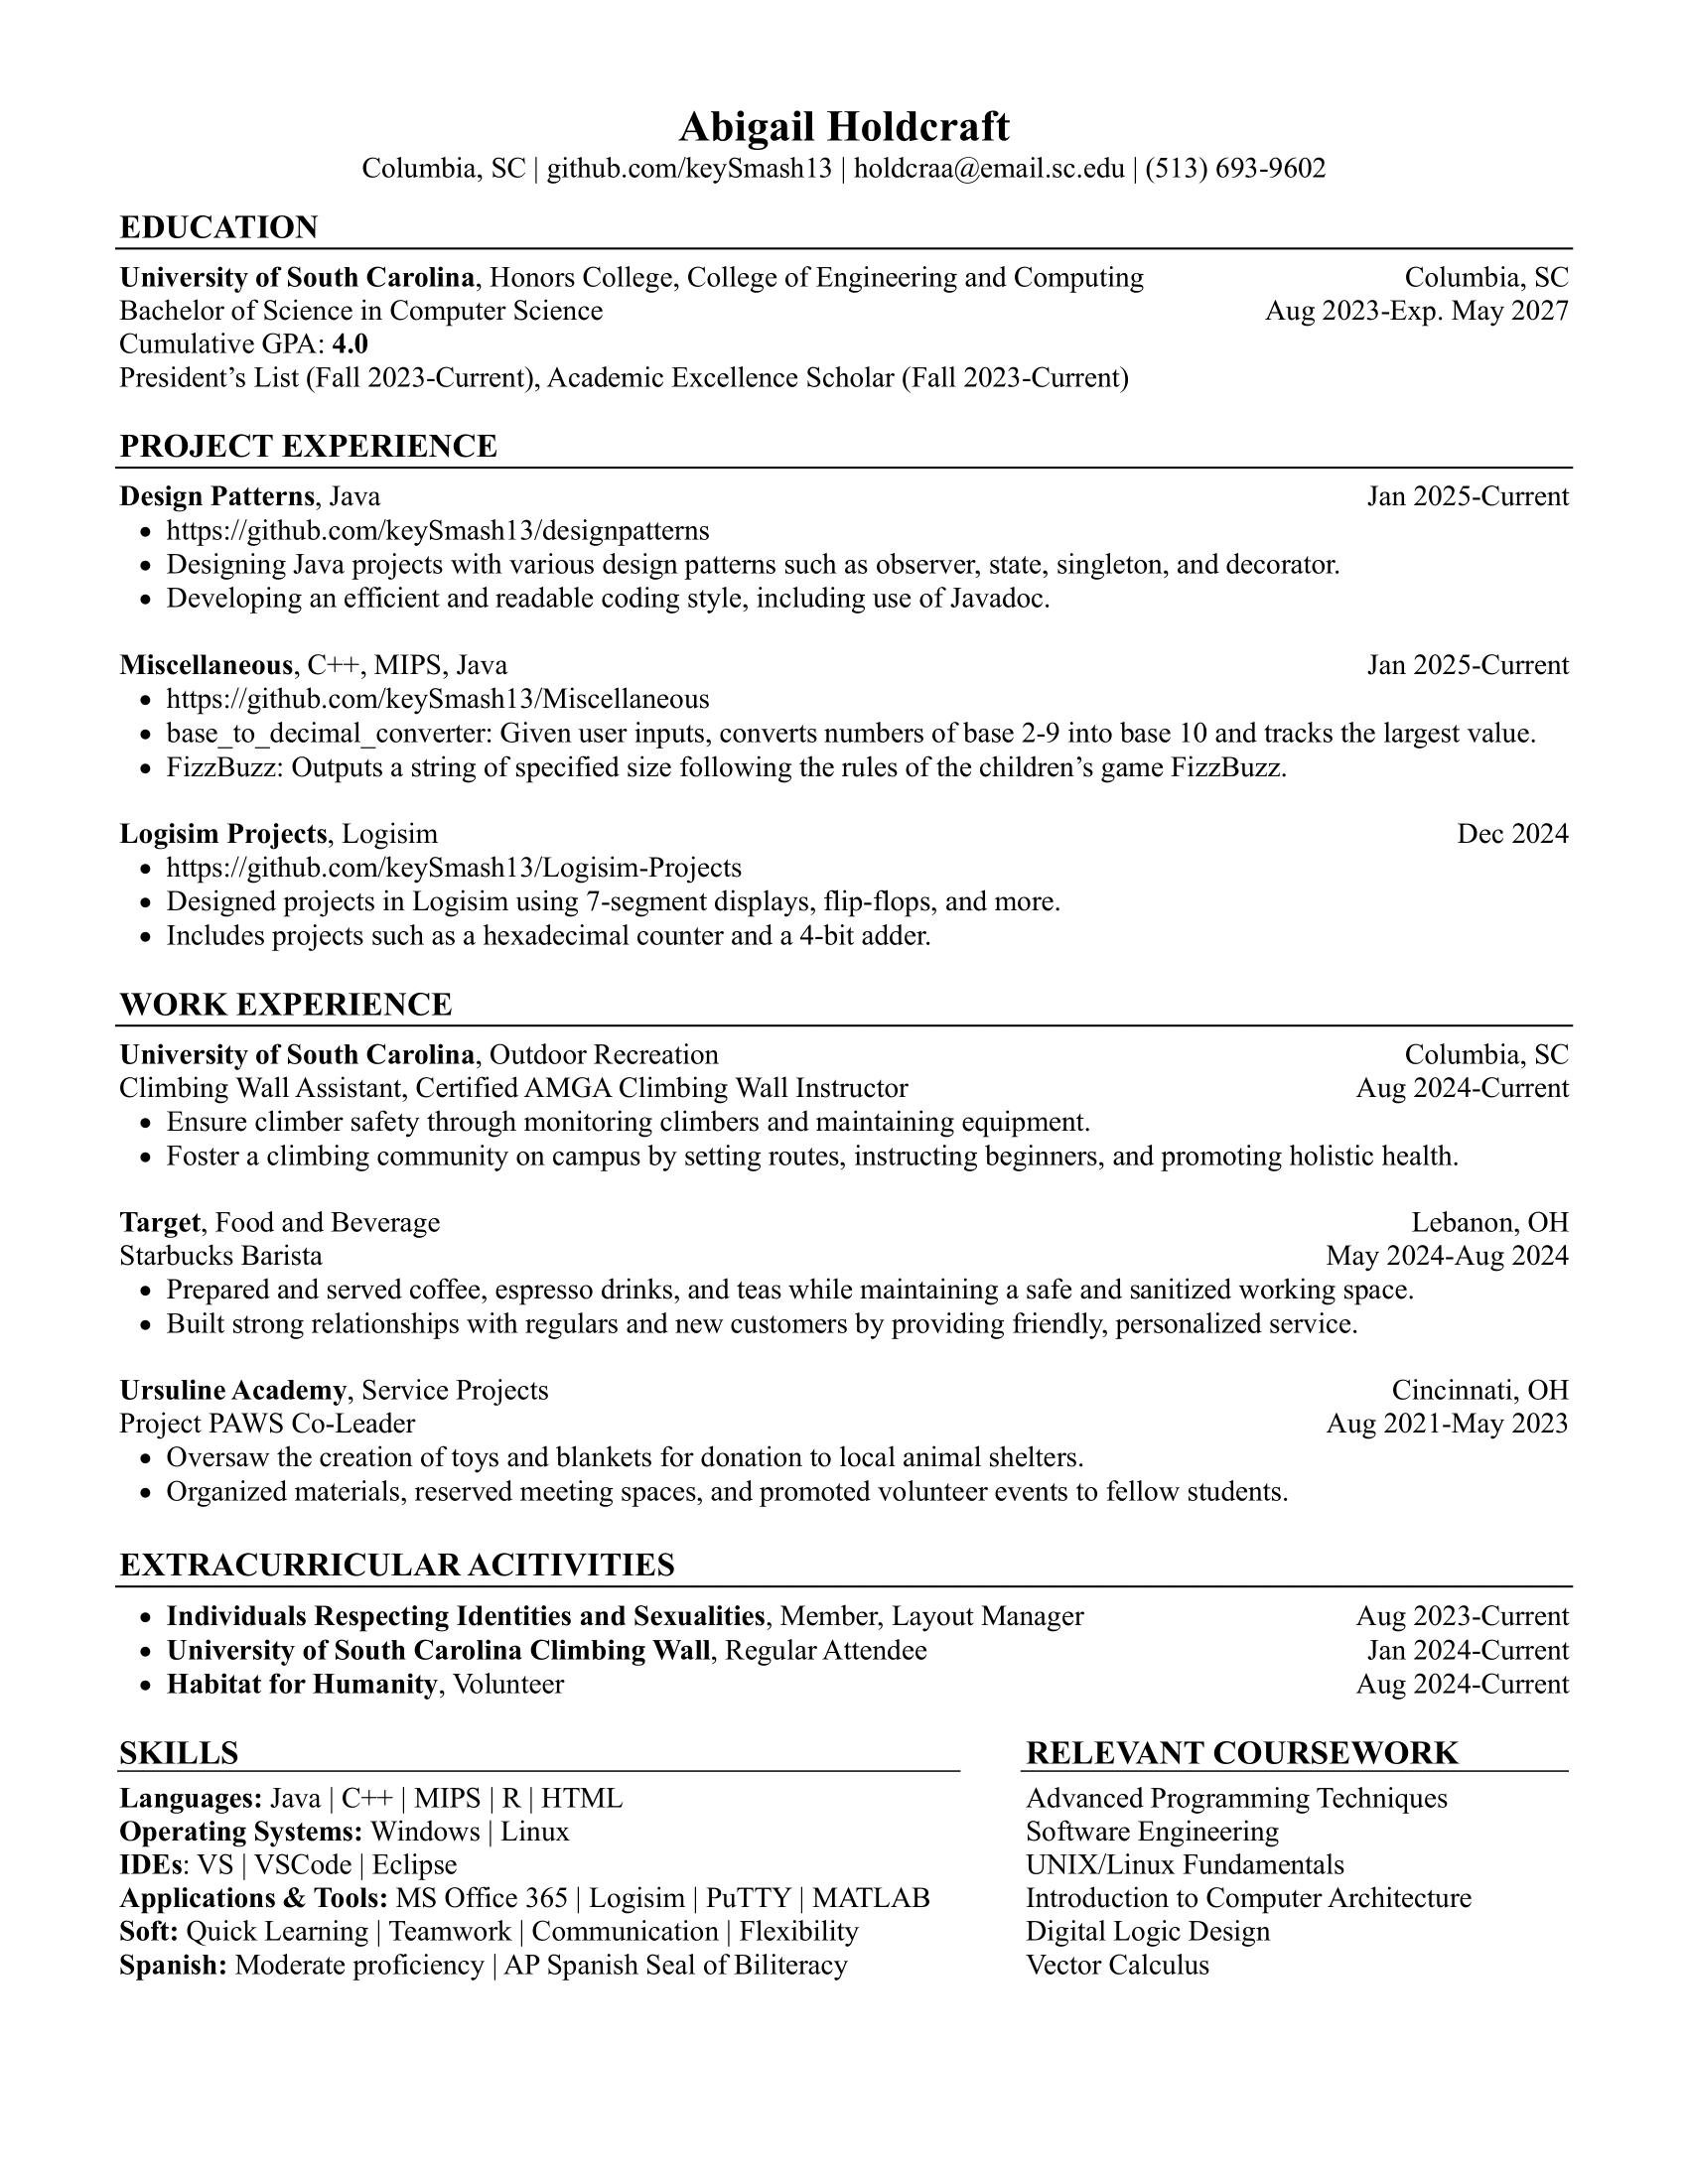 Abigail Holdcraft
Columbia, SC | github.com/keySmash13 | holdcraa@email.sc.edu | (513) 693-9602
EDUCATION
University of South Carolina, Honors College, College of Engineering and Computing Columbia, SC
Bachelor of Science in Computer Science Aug 2023-Exp. May 2027
Cumulative GPA: 4.0
President’s List (Fall 2023-Current), Academic Excellence Scholar (Fall 2023-Current)
PROJECT EXPERIENCE
Design Patterns, Java Jan 2025-Current
• https://github.com/keySmash13/designpatterns
• Designing Java projects with various design patterns such as observer, state, singleton, and decorator.
• Developing an efficient and readable coding style, including use of Javadoc.
Miscellaneous, C++, MIPS, Java Jan 2025-Current
• https://github.com/keySmash13/Miscellaneous
• base_to_decimal_converter: Given user inputs, converts numbers of base 2-9 into base 10 and tracks the largest value.
• FizzBuzz: Outputs a string of specified size following the rules of the children’s game FizzBuzz.
Logisim Projects, Logisim Dec 2024
• https://github.com/keySmash13/Logisim-Projects
• Designed projects in Logisim using 7-segment displays, flip-flops, and more.
• Includes projects such as a hexadecimal counter and a 4-bit adder.
WORK EXPERIENCE
University of South Carolina, Outdoor Recreation Columbia, SC
Climbing Wall Assistant, Certified AMGA Climbing Wall Instructor Aug 2024-Current
• Ensure climber safety through monitoring climbers and maintaining equipment.
• Foster a climbing community on campus by setting routes, instructing beginners, and promoting holistic health.
Target, Food and Beverage Lebanon, OH
Starbucks Barista May 2024-Aug 2024
• Prepared and served coffee, espresso drinks, and teas while maintaining a safe and sanitized working space.
• Built strong relationships with regulars and new customers by providing friendly, personalized service.
Ursuline Academy, Service Projects Cincinnati, OH
Project PAWS Co-Leader Aug 2021-May 2023
• Oversaw the creation of toys and blankets for donation to local animal shelters.
• Organized materials, reserved meeting spaces, and promoted volunteer events to fellow students.
EXTRACURRICULAR ACITIVITIES
• Individuals Respecting Identities and Sexualities, Member, Layout Manager Aug 2023-Current
• University of South Carolina Climbing Wall, Regular Attendee Jan 2024-Current
• Habitat for Humanity, Volunteer Aug 2024-Current
SKILLS
Languages: Java | C++ | MIPS | R | HTML
Operating Systems: Windows | Linux
IDEs: VS | VSCode | Eclipse
Applications & Tools: MS Office 365 | Logisim | PuTTY | MATLAB
Soft: Quick Learning | Teamwork | Communication | Flexibility
Spanish: Moderate proficiency | AP Spanish Seal of Biliteracy
RELEVANT COURSEWORK
Advanced Programming Techniques
Software Engineering
UNIX/Linux Fundamentals
Introduction to Computer Architecture
Digital Logic Design
Vector Calculus